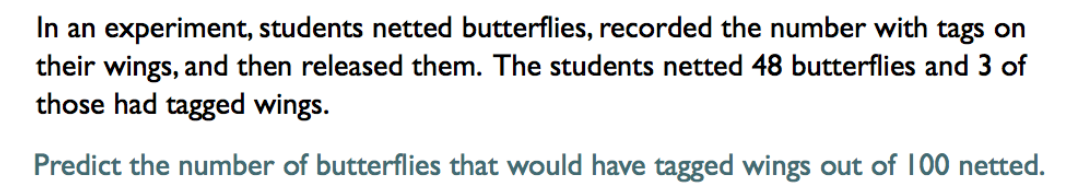 In an experiment, students netted butterflies, recorded the number with tags on
their wings, and then released them. The students netted 48 butterflies and 3 of
those had tagged wings.
Predict the number of butterflies that would have tagged wings out of 100 netted.